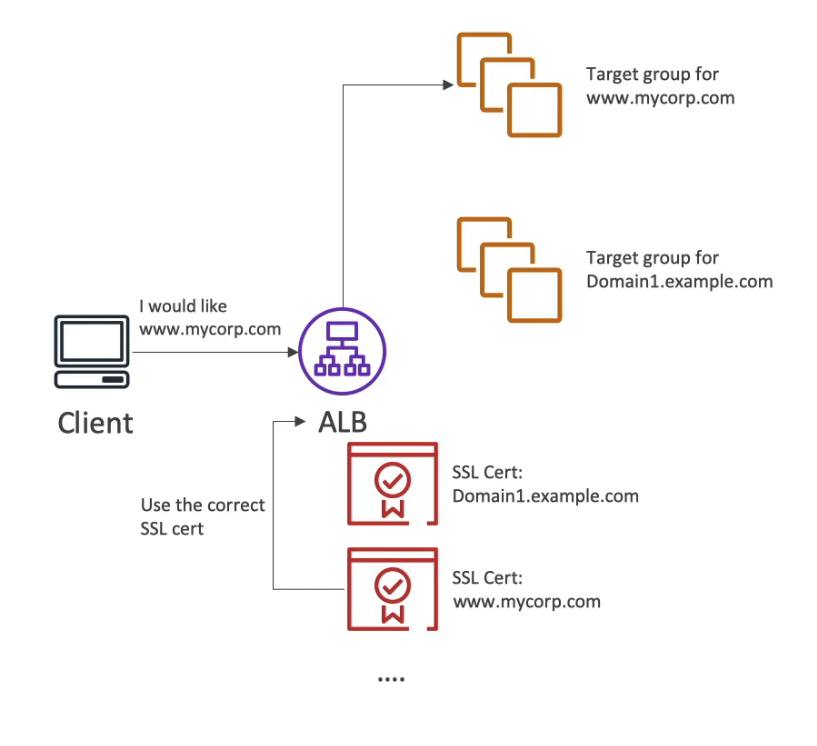 Target group for
www.mycorp.com
Target group for
Domain1.example.com
I would like
www.mycorp.com
Client
ALB
SSL Cert:
Domain1.example.com
Use the correct
SSL cert
SSL Cert:
www.mycorp.com
....